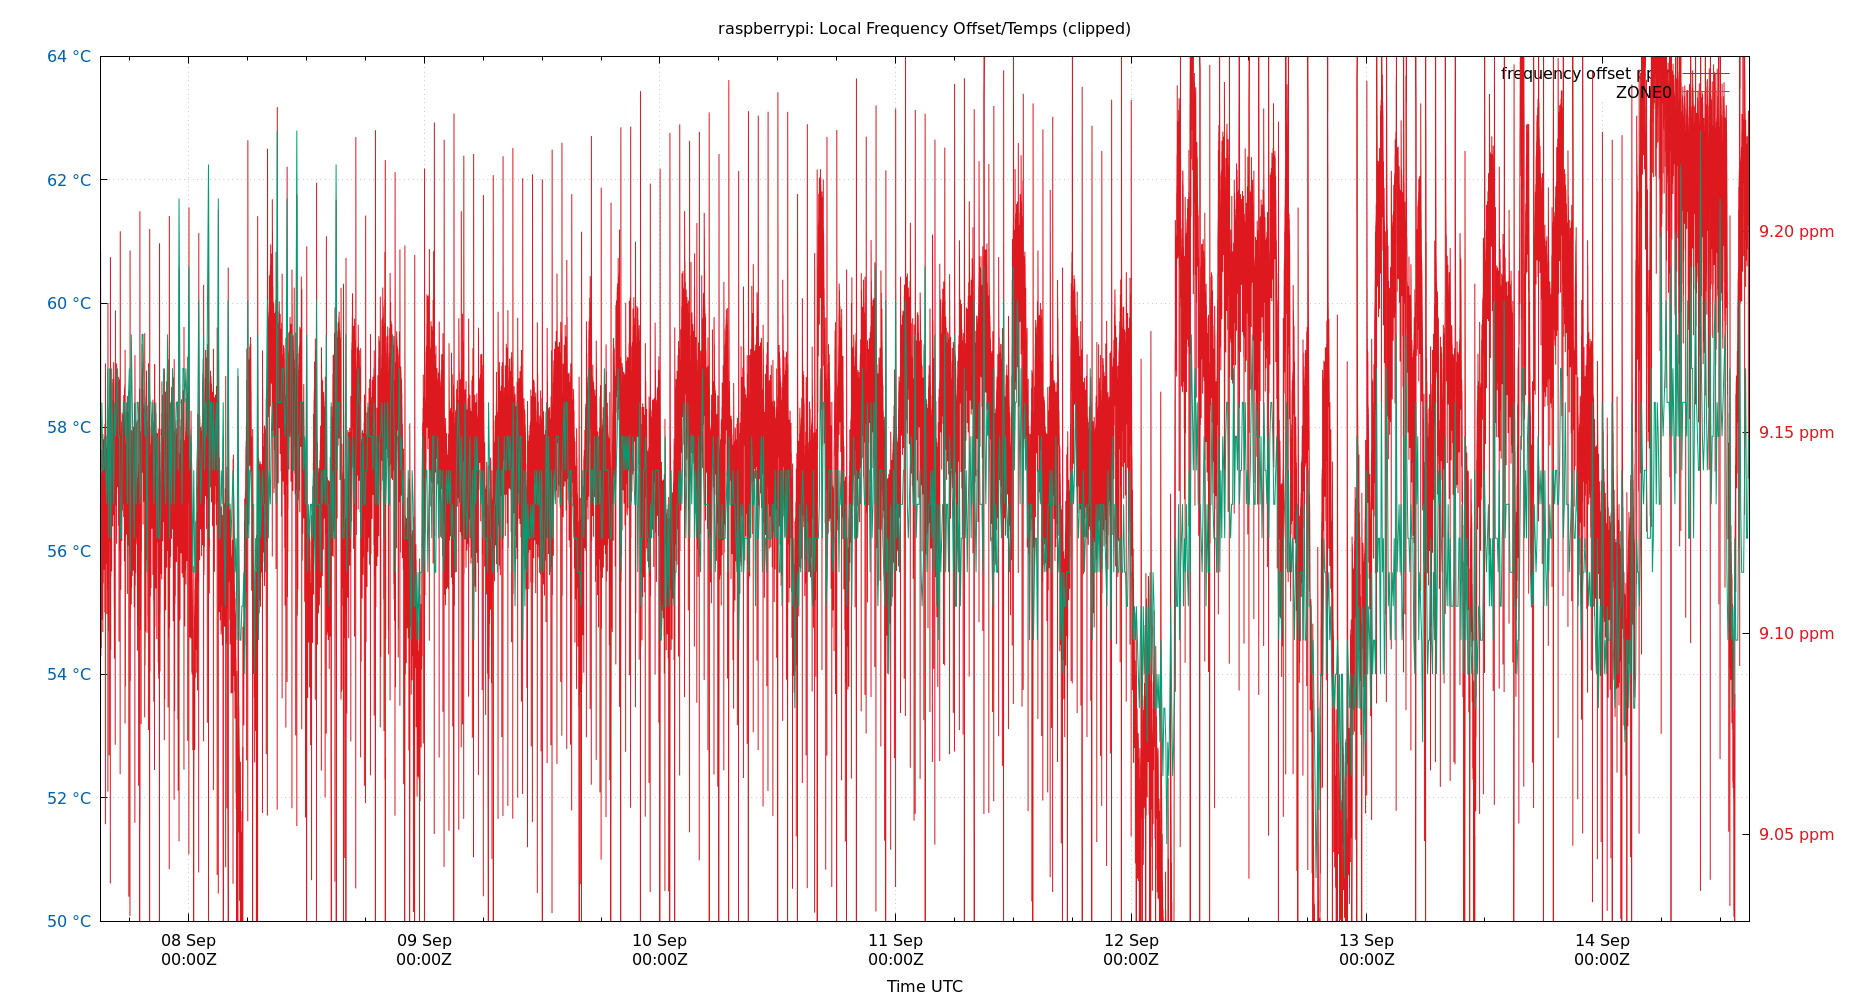 raspberrypi: Local Frequency Offset/Temps (clipped)
64 °C
62 °C
60 °C
58 °C
56 °C
54 °C
52 °C
50 °C
frequency offset
ZONE0
9.20 ppm
9.15 ppm
9.10 ppm
9.05 ppm
08 Sep
00:00Z
09 Sep
00:00Z
10 Sep
00:00Z
11 Sep
00:00Z
12 Sep
00:00Z
13 Sep
00:00Z
14 Sep
00:00Z
Time UTC